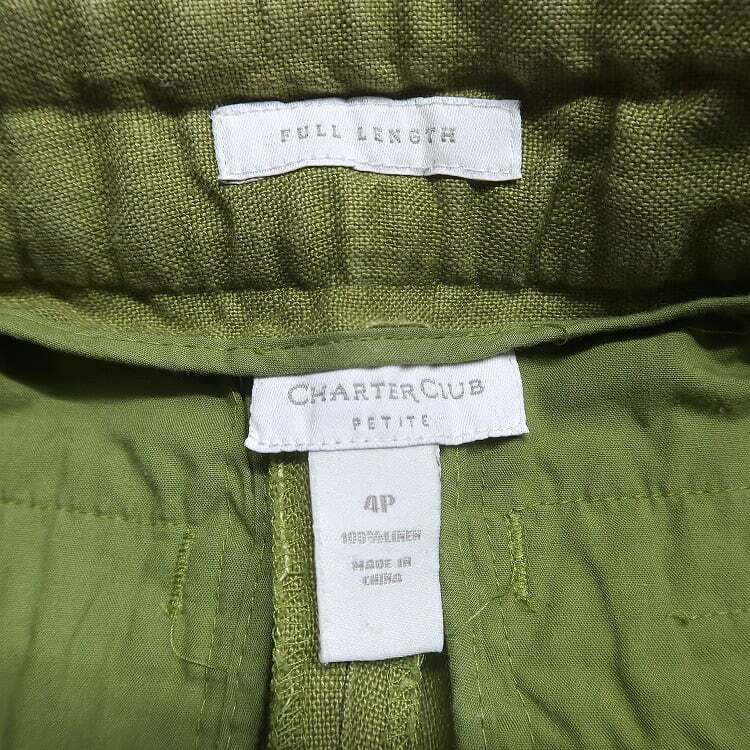 FULL LENGTH
CHARTER CLUB
PETITE
4P
100% LINEN
MADE IN
CHINA